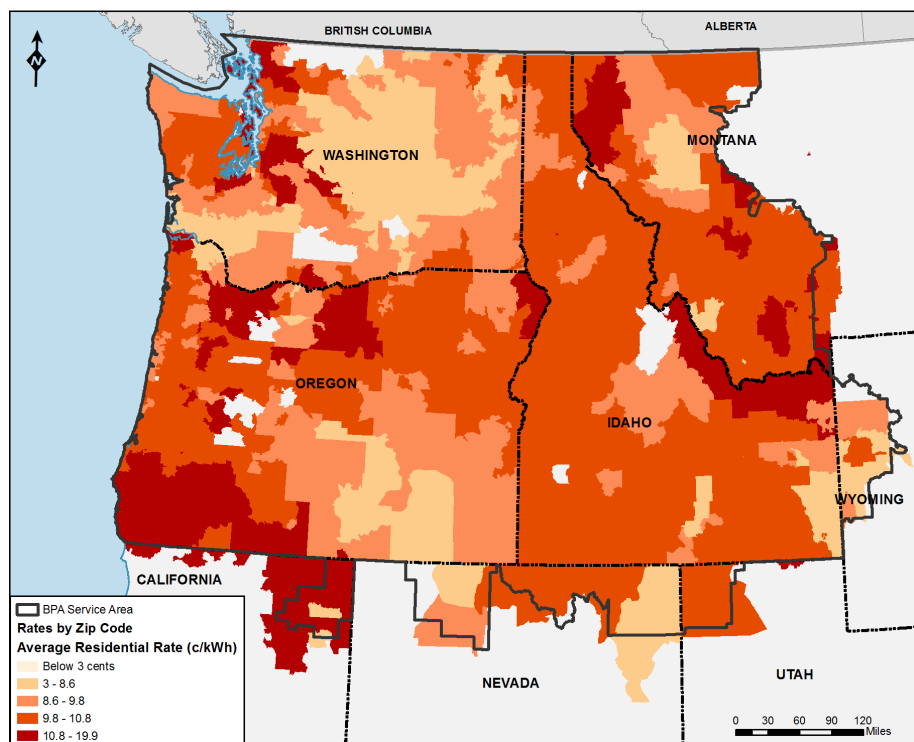 BRITISH COLUMBIA
ALBERTA
N
WASHINGTON
MONTANA
OREGON
IDAHO
WYOMING
CALIFORNIA
NEVADA
UTAH
BPA Service Area
Rates by Zip Code
Average Residential Rate (c/kWh)
Below 3 cents
3 - 8.6
8.6 - 9.8
9.8 - 10.8
10.8 - 19.9
0 30 60 90 120
Miles